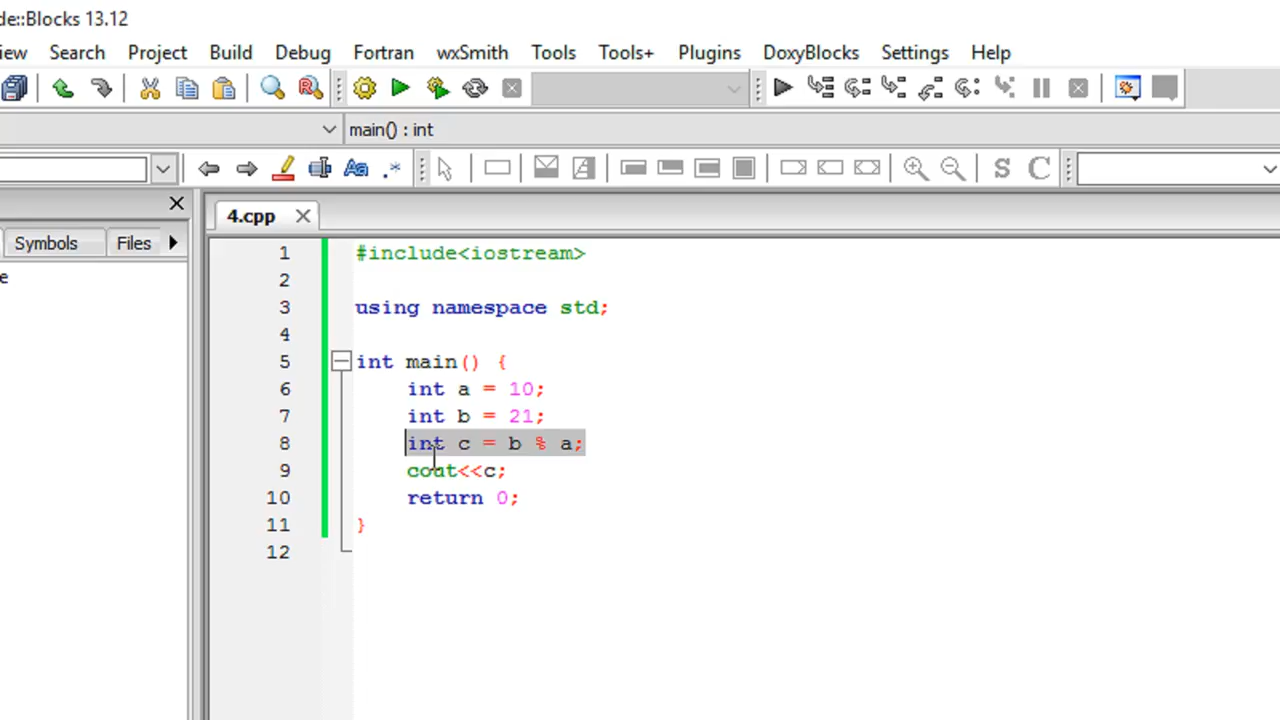 de::Blocks 13.12
iew Search Project Build Debug Fortran wxSmith Tools Tools+ Plugins DoxyBlocks Settings Help
main() : int
S C
4.cpp
Symbols Files
e
1 #include<iostream>
2
3 using namespace std;
4
5 int main() {
6 int a = 10;
7 int b = 21;
8 int c = b % a;
9 cout<<c;
10 return 0;
11 }
12